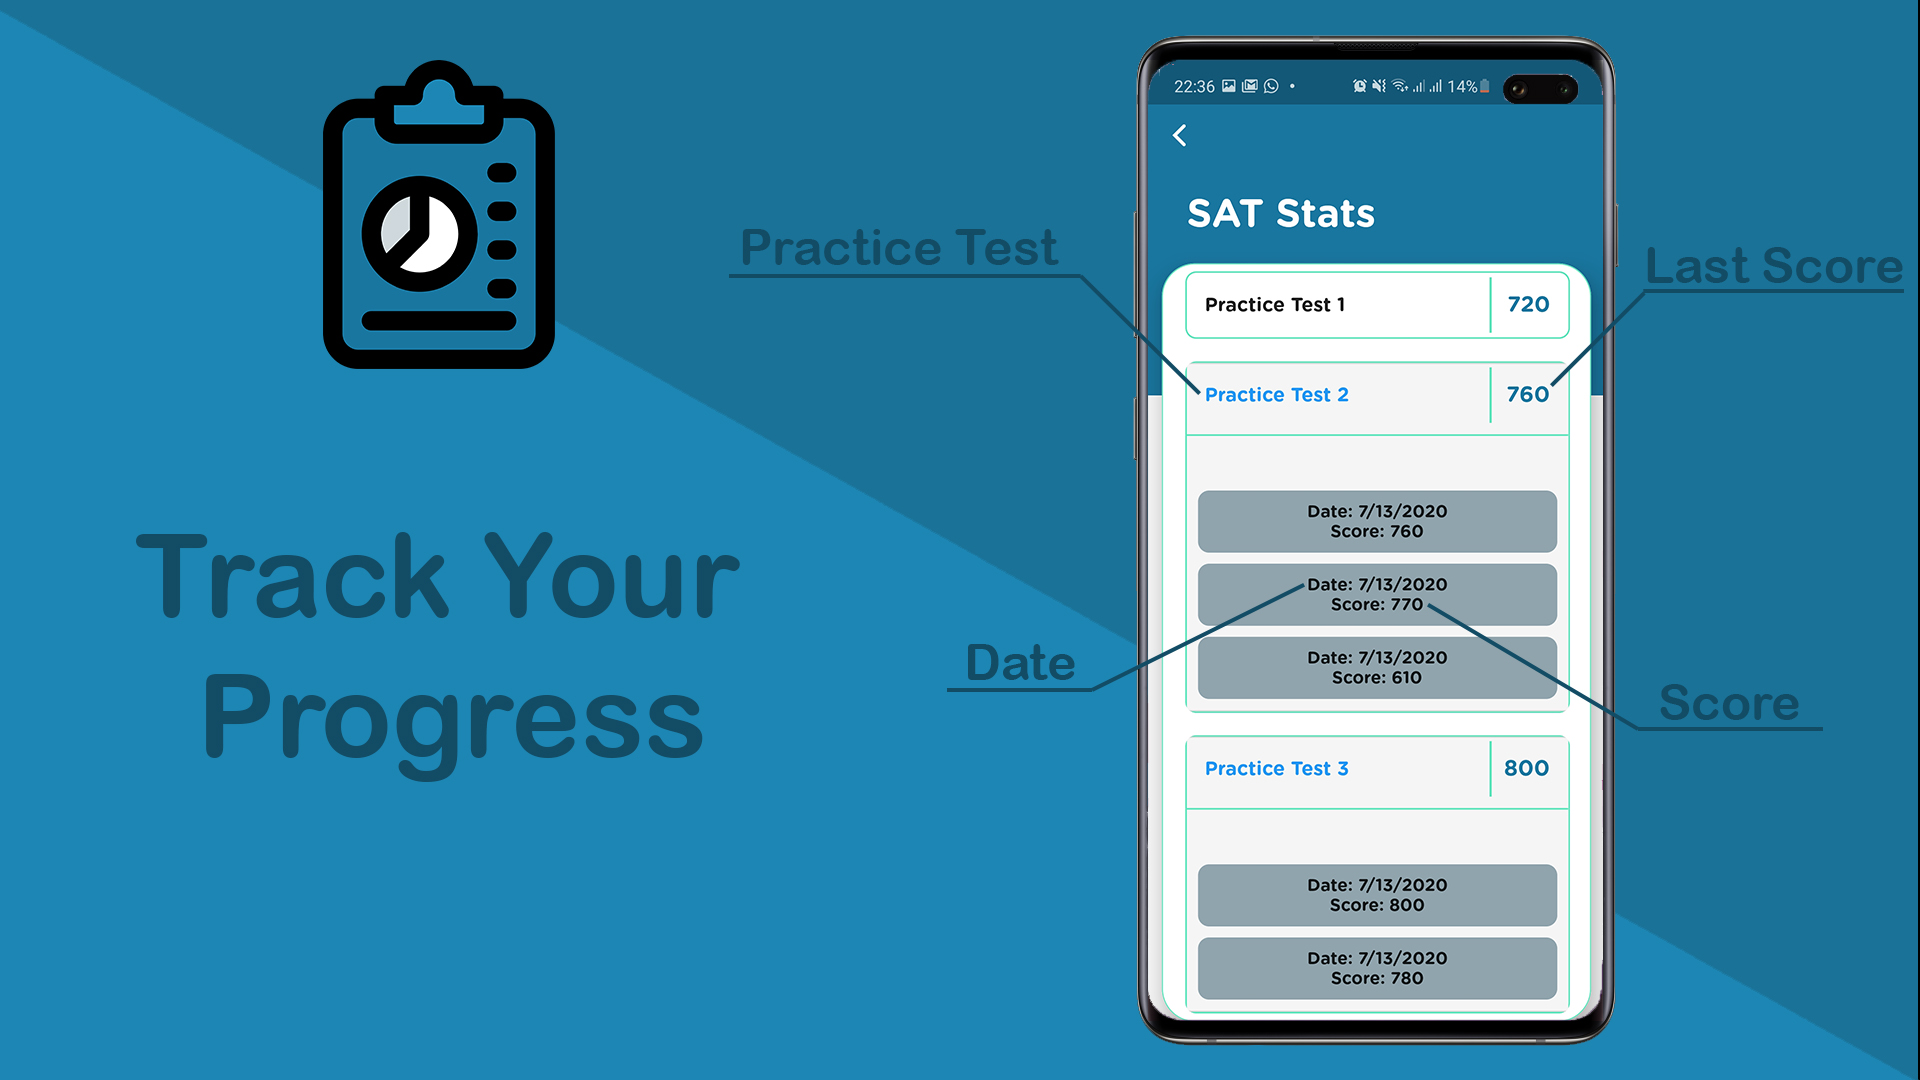 Track Your
Progress
Practice Test
Last Score
Date
Score
22:36
14%
SAT Stats
Practice Test 1
720
Practice Test 2
760
Date: 7/13/2020
Score: 760
Date: 7/13/2020
Score: 770
Date: 7/13/2020
Score: 610
Practice Test 3
800
Date: 7/13/2020
Score: 800
Date: 7/13/2020
Score: 780